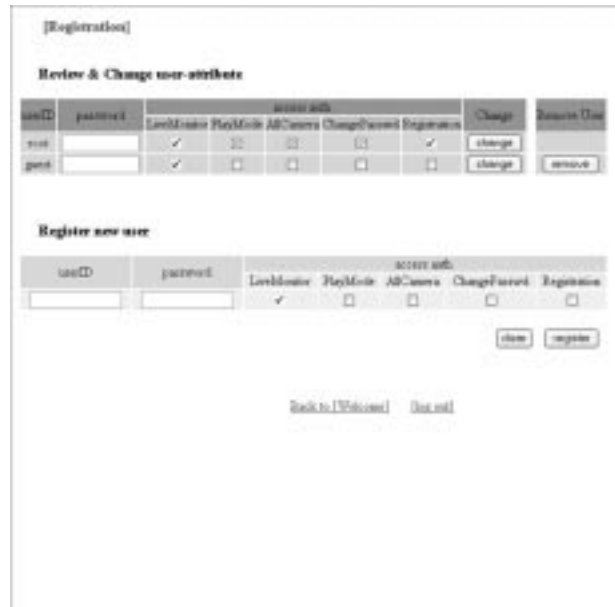 [Registration]
Review & Change user-attribute
userID password access auth. Change Remove User
LiveMonitor PlayMode AllCamera ChangePasswd Registration
root change
guest change remove
Register new user
userID password access auth.
LiveMonitor PlayMode AllCamera ChangePasswd Registration
register
Back to [Welcome] [log out]